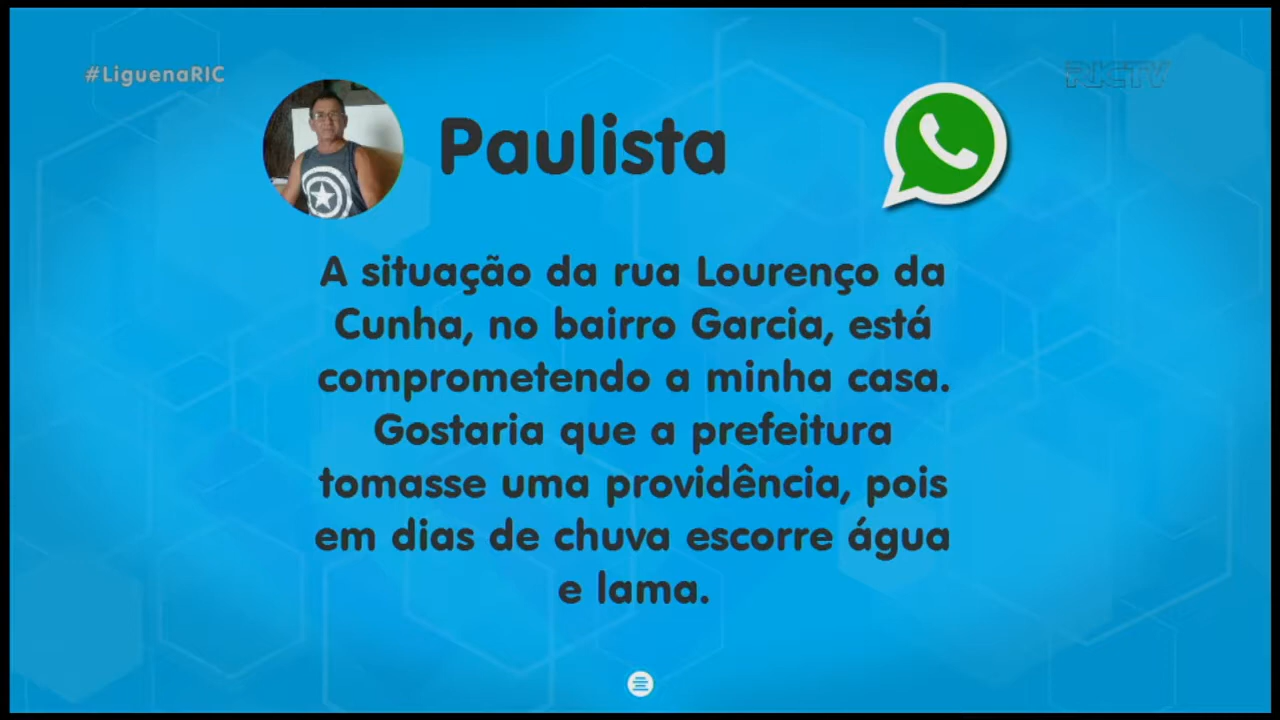 #LiguenaRIC
RICTV
Paulista
A situação da rua Lourenço da
Cunha, no bairro Garcia, está
comprometendo a minha casa.
Gostaria que a prefeitura
tomasse uma providência, pois
em dias de chuva escorre água
e lama.